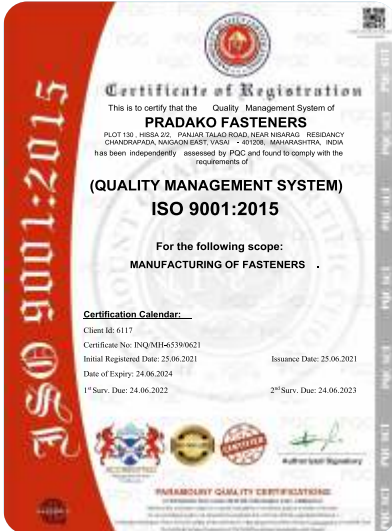 ISO 9001:2015
Certificate of Registration
This is to certify that the Quality Management System of
PRADAKO FASTENERS
PLOT 130 , HISSA 2/2, PANJAR TALAO ROAD, NEAR NISARAG RESIDANCY
CHANDRAPADA, NAIGAON EAST, VASAI - 401208, MAHARASHTRA, INDIA
has been independently assessed by PQC and found to comply with the
requirements of
(QUALITY MANAGEMENT SYSTEM)
ISO 9001:2015
For the following scope:
MANUFACTURING OF FASTENERS .
Certification Calendar:
Client Id: 6117
Certificate No: INQ/MH-6539/0621
Initial Registered Date: 25.06.2021 Issuance Date: 25.06.2021
Date of Expiry: 24.06.2024
1st Surv. Due: 24.06.2022 2nd Surv. Due: 24.06.2023
ACCREDITED
CERTIFIED
Authorized Signatory
PARAMOUNT QUALITY CERTIFICATIONS